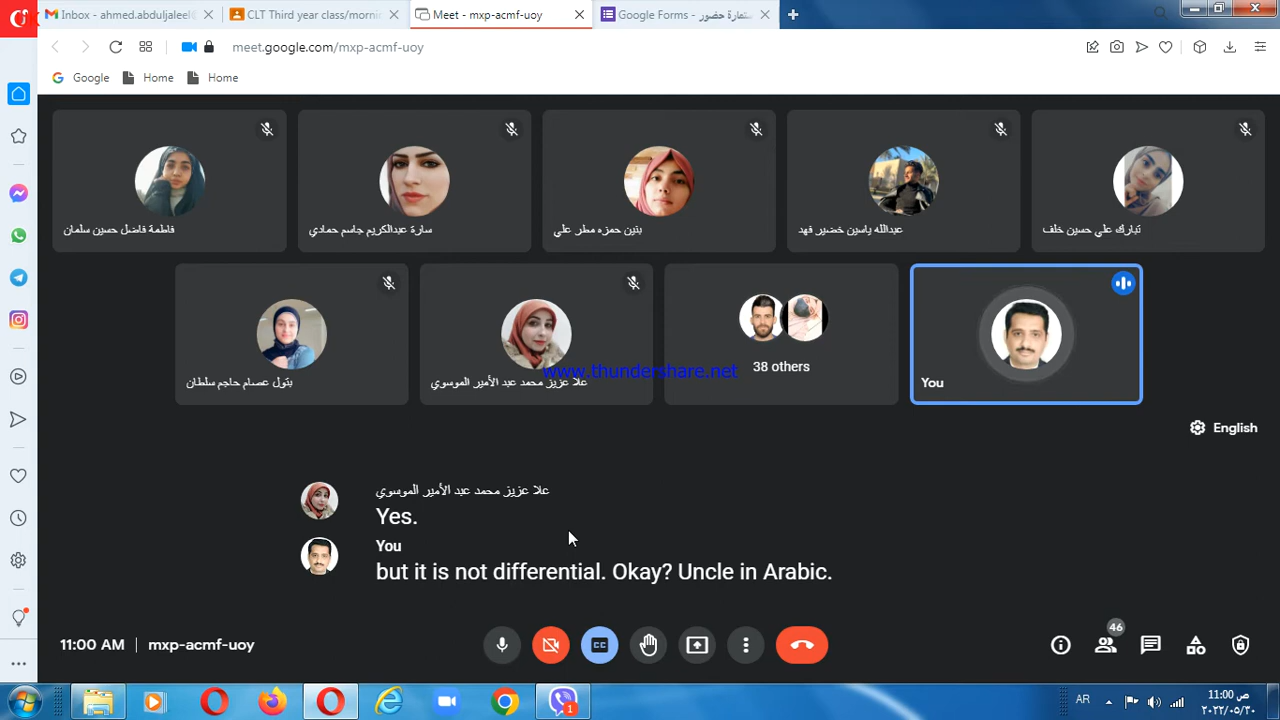 Inbox - ahmed.abduljaleel@
CLT Third year class/mornin
Meet - mxp-acmf-uoy
Google Forms - استمارة حضور
meet.google.com/mxp-acmf-uoy
Google
Home
Home
فاطمة فاضل حسين سلمان
سارة عبدالكريم جاسم حمادي
بنين حمزه مطر علي
عبدالله ياسين خضير فهد
تبارك علي حسين خلف
بتول عصام حاجم سلطان
علا عزيز محمد عبد الأمير الموسوي
38 others
You
www.thundershare.net
English
علا عزيز محمد عبد الأمير الموسوي
Yes.
You
but it is not differential. Okay? Uncle in Arabic.
11:00 AM
mxp-acmf-uoy
CC
46
1
AR
11:00 ص
٢٠٢٢/٠٥/٣٠